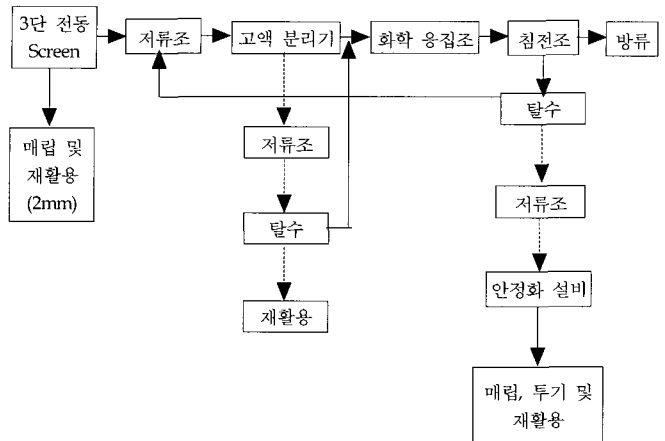 3단 전동
Screen
저류조
고액 분리기
화학 응집조
침전조
방류
매립 및
재활용
(2mm)
저류조
탈수
재활용
탈수
저류조
안정화 설비
매립, 투기 및
재활용